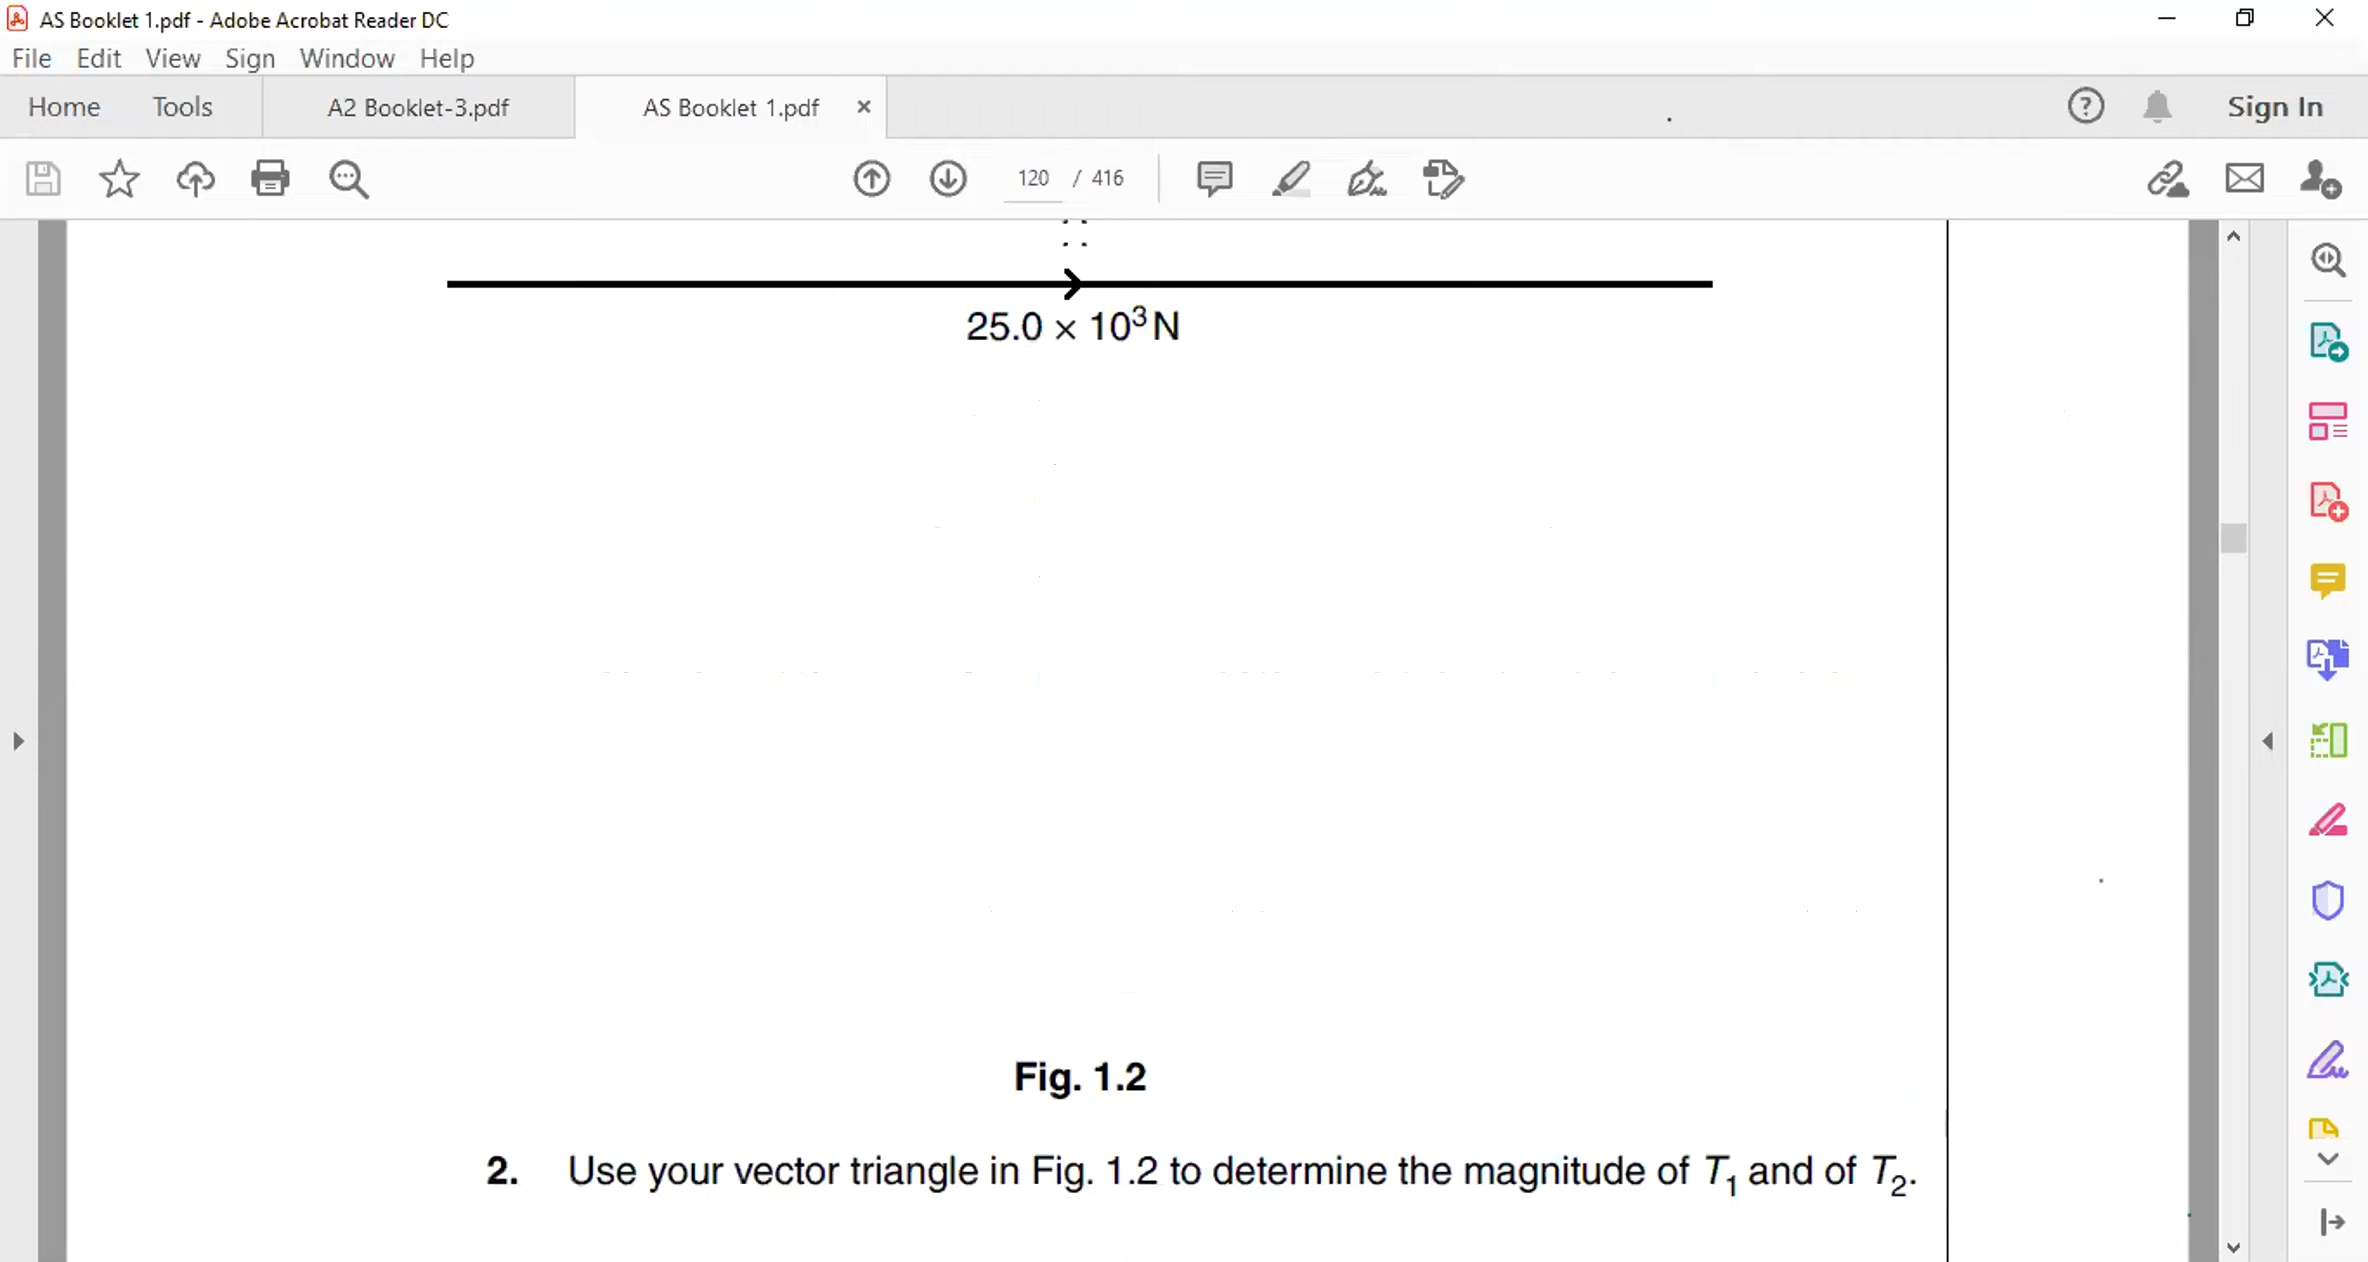 AS Booklet 1.pdf - Adobe Acrobat Reader DC
File Edit View Sign Window Help
Home Tools A2 Booklet-3.pdf AS Booklet 1.pdf × Sign In
120 / 416
25.0 × 10³ N
Fig. 1.2
2. Use your vector triangle in Fig. 1.2 to determine the magnitude of T₁ and of T₂.